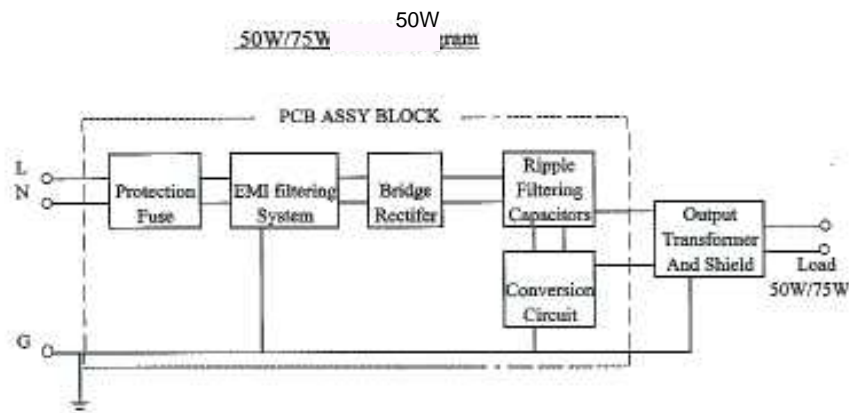 50W
50W/75W gram
PCB ASSY BLOCK
L
N
Protection
Fuse
EMI filtering
System
Bridge
Rectifer
Ripple
Filtering
Capacitors
Conversion
Circuit
Output
Transformer
And Shield
Load
50W/75W
G